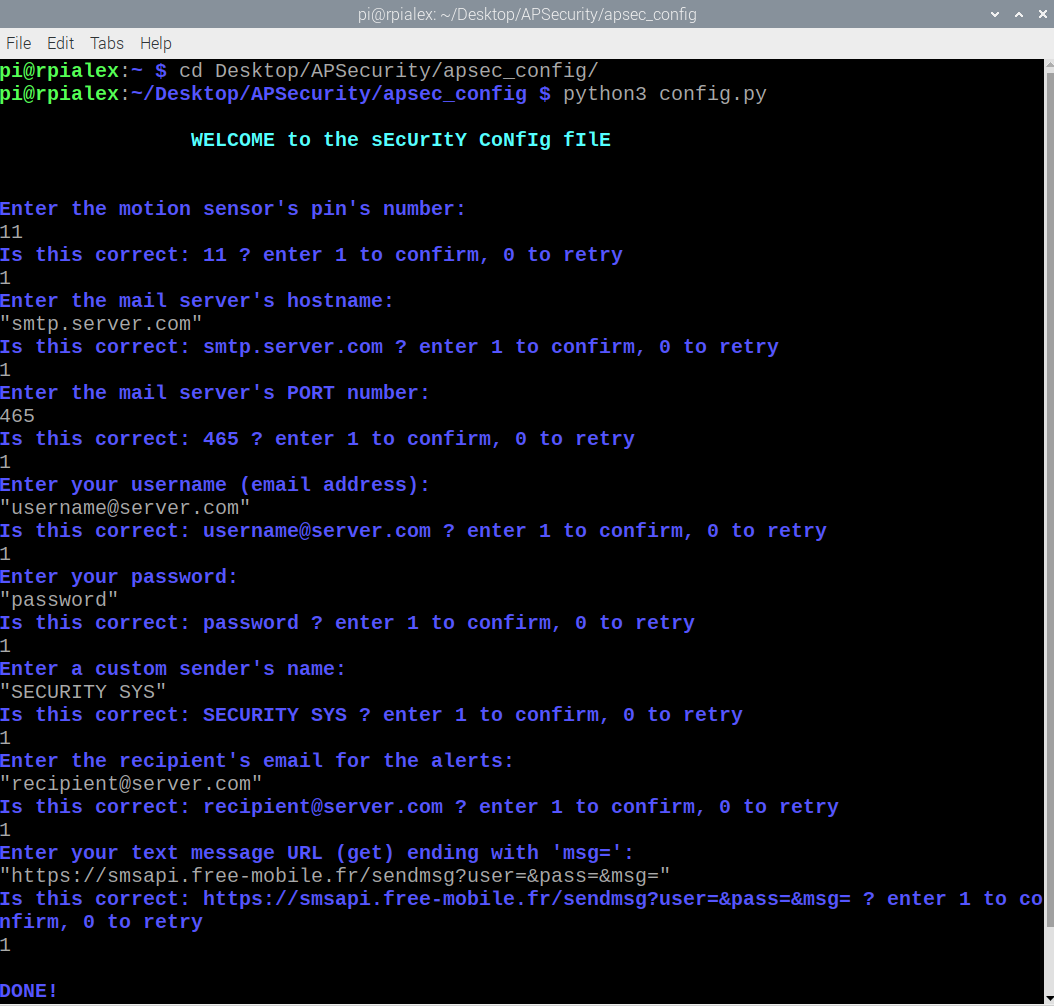 pi@rpialex: ~/Desktop/APSecurity/apsec_config
File Edit Tabs Help
pi@rpialex:~ $ cd Desktop/APSecurity/apsec_config/
pi@rpialex:~/Desktop/APSecurity/apsec_config $ python3 config.py
WELCOME to the sEcUrItY CoNfIg fIlE
Enter the motion sensor's pin's number:
11
Is this correct: 11 ? enter 1 to confirm, 0 to retry
1
Enter the mail server's hostname:
"smtp.server.com"
Is this correct: smtp.server.com ? enter 1 to confirm, 0 to retry
1
Enter the mail server's PORT number:
465
Is this correct: 465 ? enter 1 to confirm, 0 to retry
1
Enter your username (email address):
"username@server.com"
Is this correct: username@server.com ? enter 1 to confirm, 0 to retry
1
Enter your password:
"password"
Is this correct: password ? enter 1 to confirm, 0 to retry
1
Enter a custom sender's name:
"SECURITY SYS"
Is this correct: SECURITY SYS ? enter 1 to confirm, 0 to retry
1
Enter the recipient's email for the alerts:
"recipient@server.com"
Is this correct: recipient@server.com ? enter 1 to confirm, 0 to retry
1
Enter your text message URL (get) ending with 'msg=':
"https://smsapi.free-mobile.fr/sendmsg?user=&pass=&msg="
Is this correct: https://smsapi.free-mobile.fr/sendmsg?user=&pass=&msg= ? enter 1 to co
nfirm, 0 to retry
1
DONE!